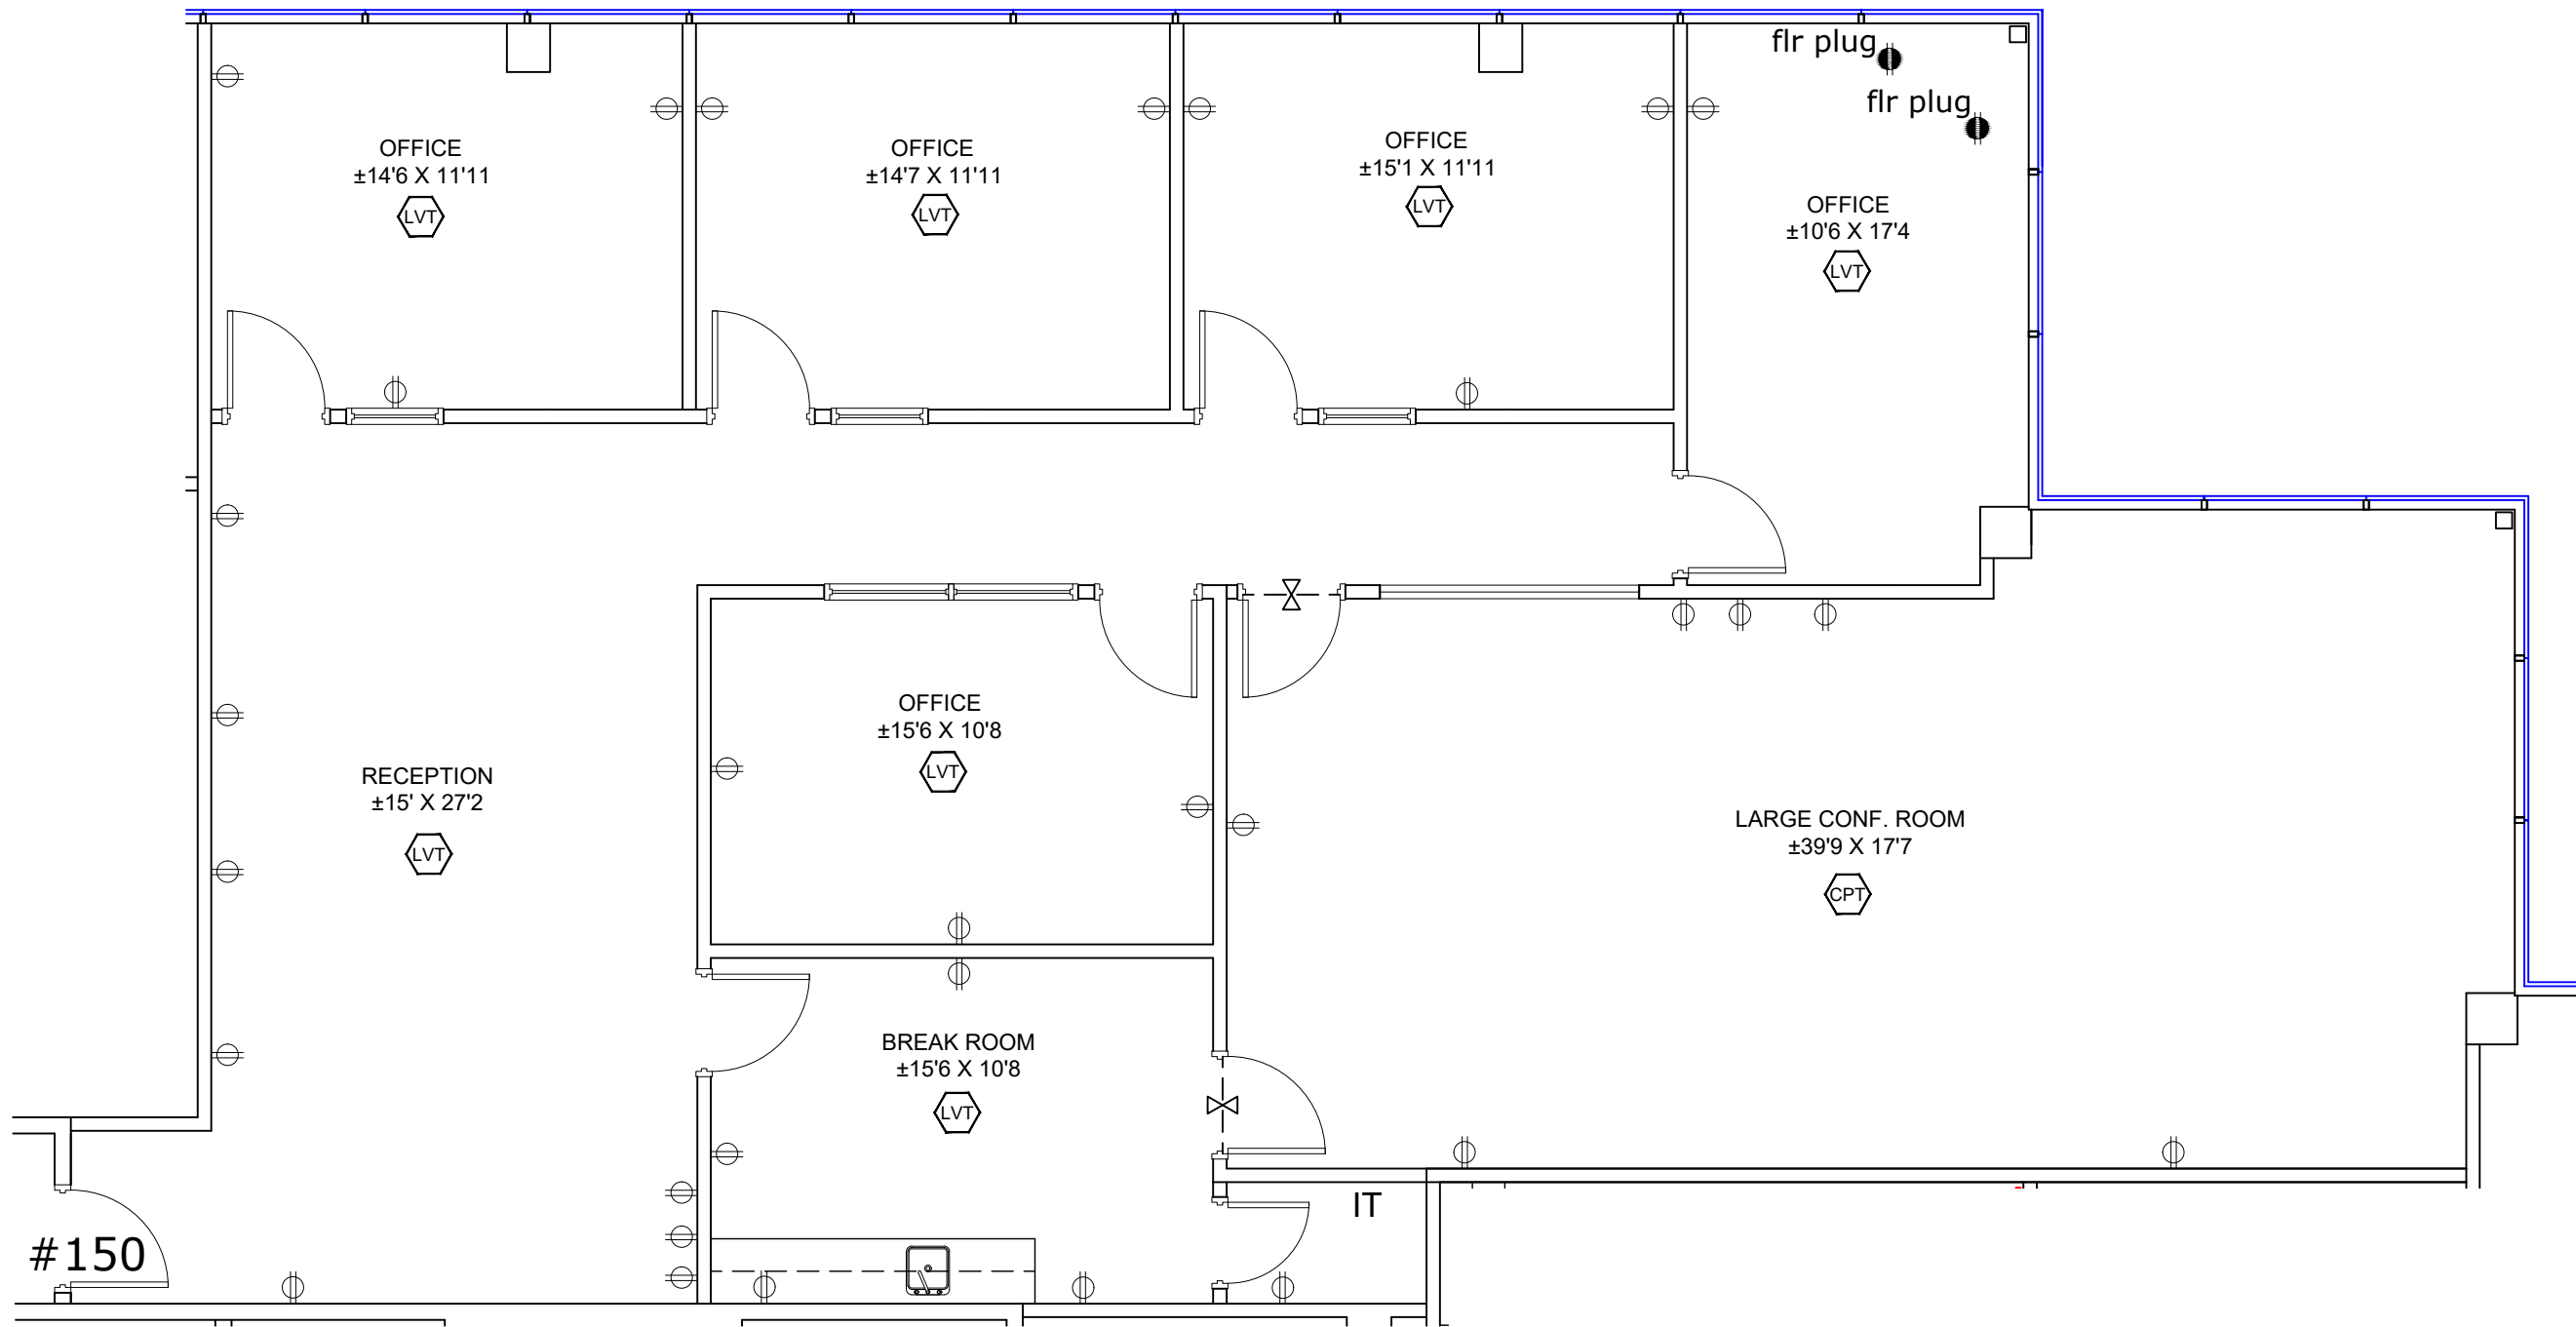 flr plug
flr plug
OFFICE
±14'6 X 11'11
LVT
OFFICE
±14'7 X 11'11
LVT
OFFICE
±15'1 X 11'11
LVT
OFFICE
±10'6 X 17'4
LVT
OFFICE
±15'6 X 10'8
LVT
RECEPTION
±15' X 27'2
LVT
LARGE CONF. ROOM
±39'9 X 17'7
CPT
BREAK ROOM
±15'6 X 10'8
LVT
IT
#150